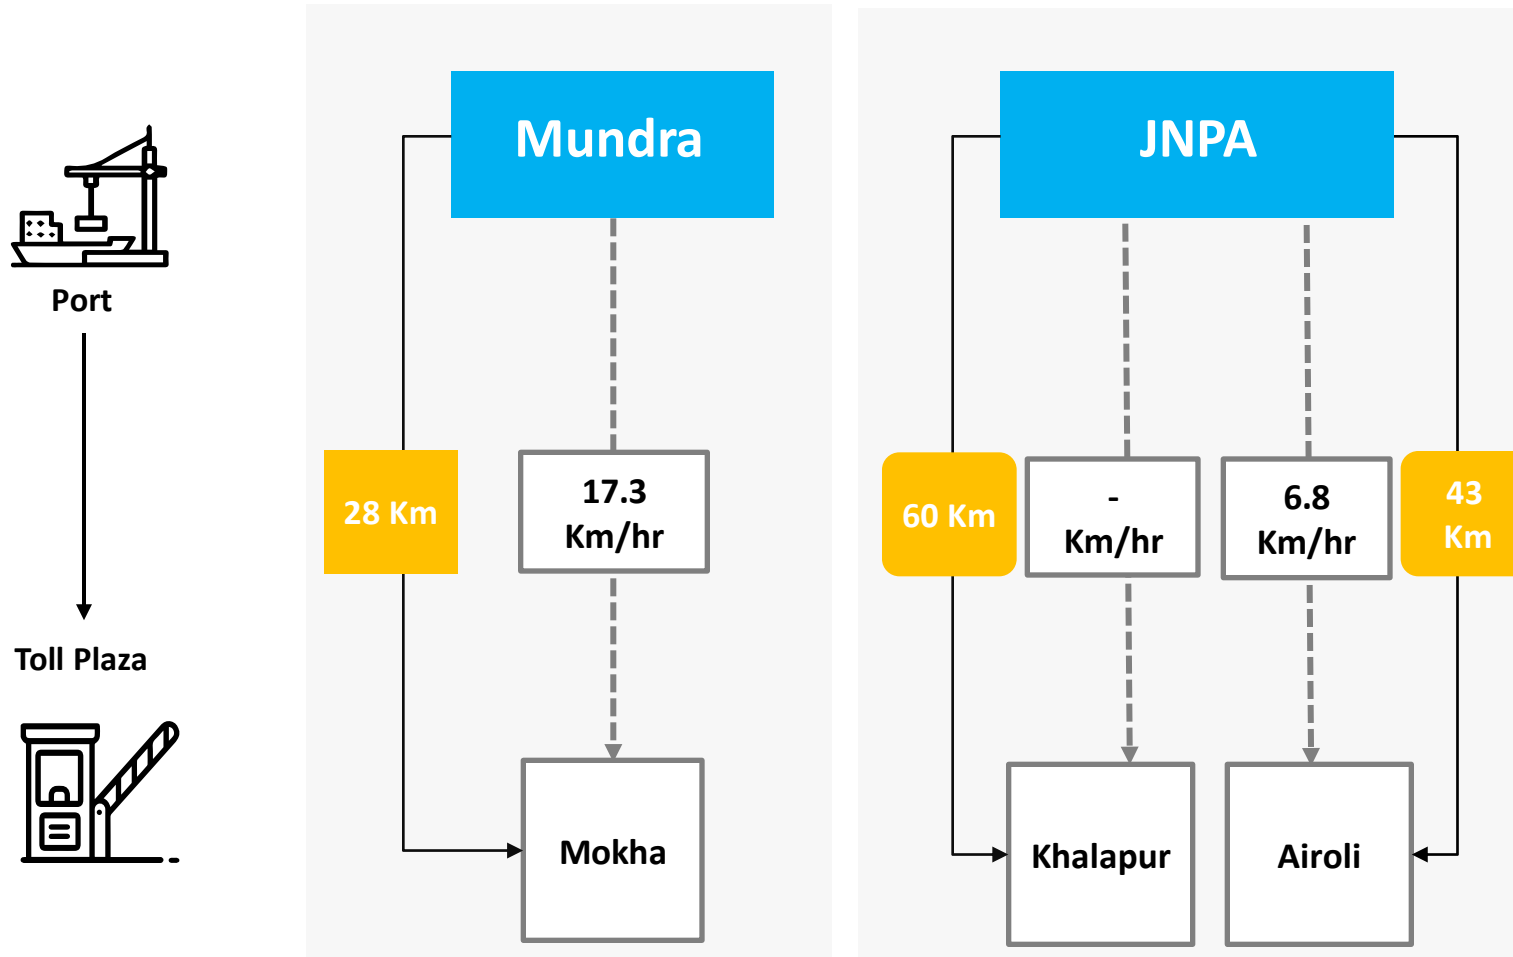 Port
Toll Plaza
Mundra
28 Km
17.3
Km/hr
Mokha
JNPA
60 Km
-
Km/hr
6.8
Km/hr
43
Km
Khalapur
Airoli